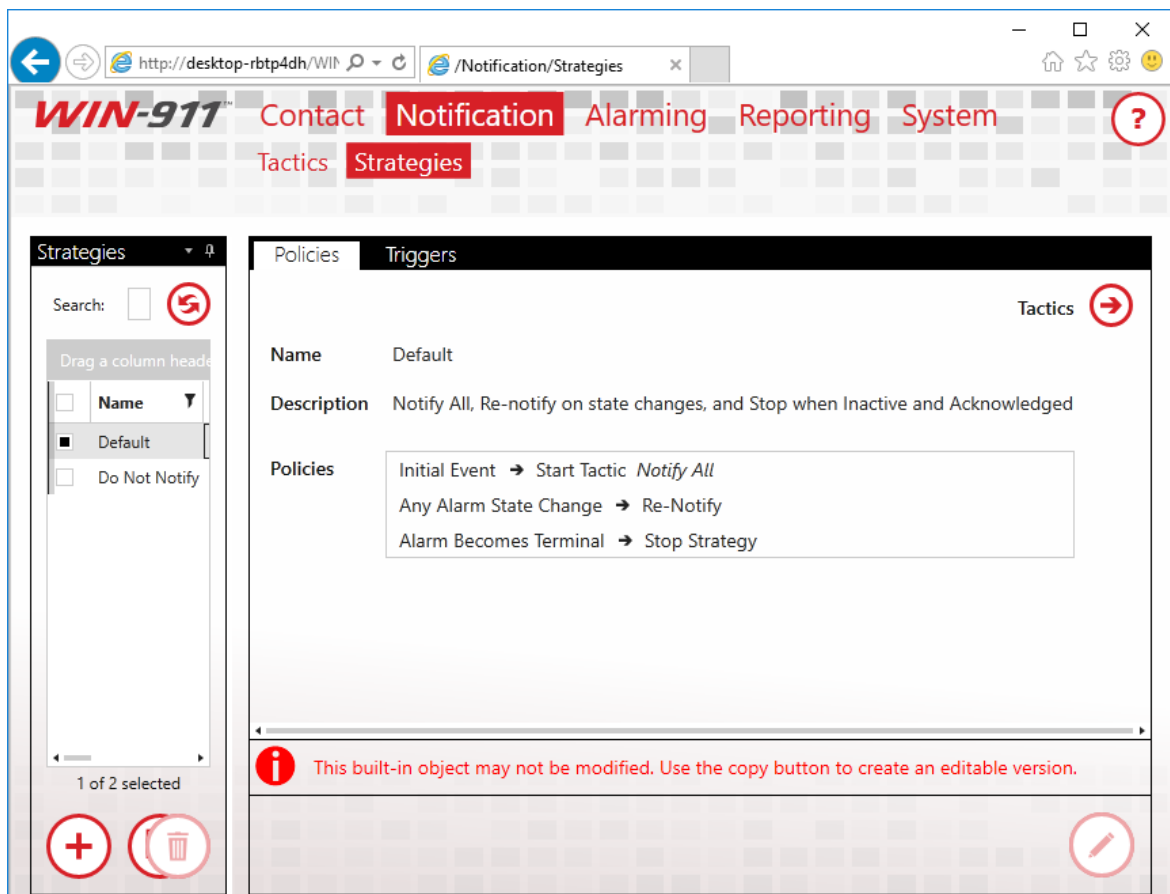 http://desktop-rbtp4dh/WIN
/Notification/Strategies
WIN-911™
Contact Notification Alarming Reporting System
?
Tactics Strategies
Strategies
Policies Triggers
Search:
Tactics
Drag a column heade
Name
Default
Do Not Notify
Name Default
Description Notify All, Re-notify on state changes, and Stop when Inactive and Acknowledged
Policies
Initial Event ➔ Start Tactic Notify All
Any Alarm State Change ➔ Re-Notify
Alarm Becomes Terminal ➔ Stop Strategy
This built-in object may not be modified. Use the copy button to create an editable version.
1 of 2 selected